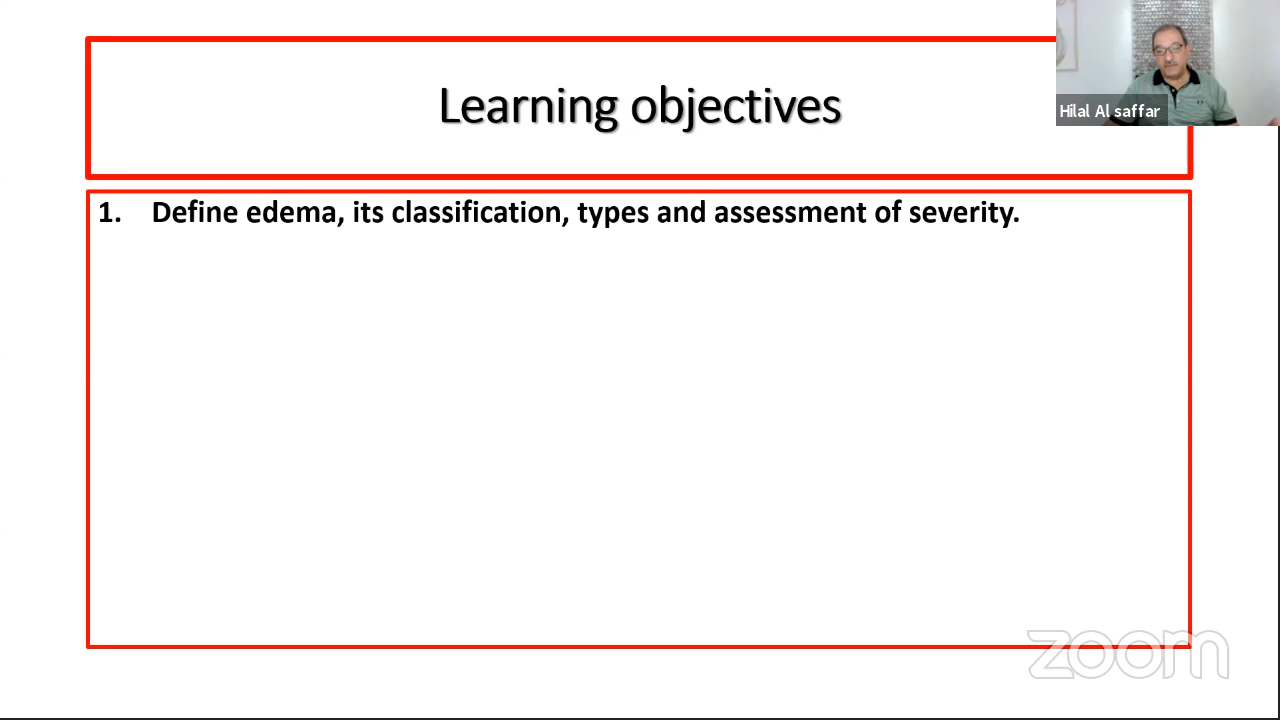 Learning objectives
Hilal Al saffar
1. Define edema, its classification, types and assessment of severity.
zoom